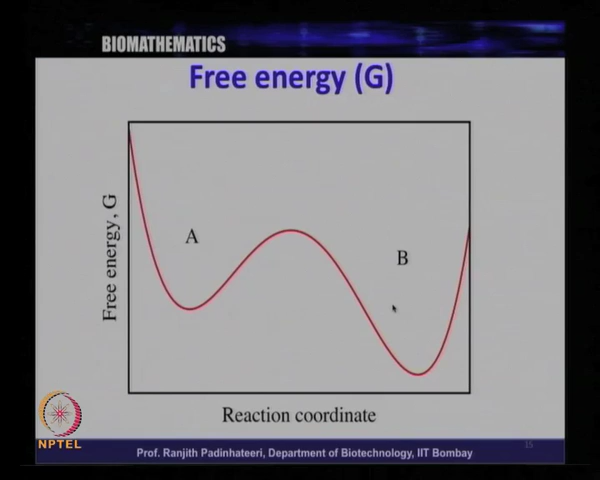 BIOMATHEMATICS
Free energy (G)
Free energy, G
A
B
Reaction coordinate
NPTEL
Prof. Ranjith Padinhateeri, Department of Biotechnology, IIT Bombay
15